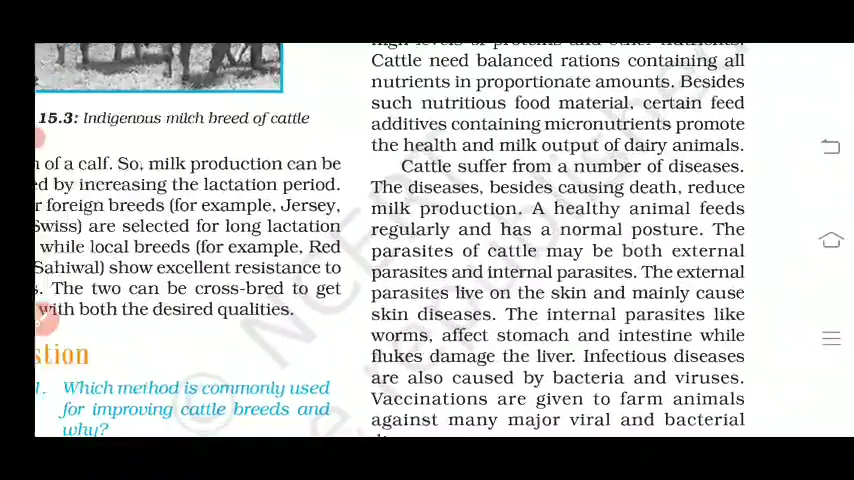 15.3: Indigenous milch breed of cattle
of a calf. So, milk production can be
by increasing the lactation period.
foreign breeds (for example, Jersey,
Swiss) are selected for long lactation
while local breeds (for example, Red
Sahiwal) show excellent resistance to
The two can be cross-bred to get
with both the desired qualities.
1. Which method is commonly used
for improving cattle breeds and
why?
high levels of proteins and other nutrients.
Cattle need balanced rations containing all
nutrients in proportionate amounts. Besides
such nutritious food material, certain feed
additives containing micronutrients promote
the health and milk output of dairy animals.
Cattle suffer from a number of diseases.
The diseases, besides causing death, reduce
milk production. A healthy animal feeds
regularly and has a normal posture. The
parasites of cattle may be both external
parasites and internal parasites. The external
parasites live on the skin and mainly cause
skin diseases. The internal parasites like
worms, affect stomach and intestine while
flukes damage the liver. Infectious diseases
are also caused by bacteria and viruses.
Vaccinations are given to farm animals
against many major viral and bacterial